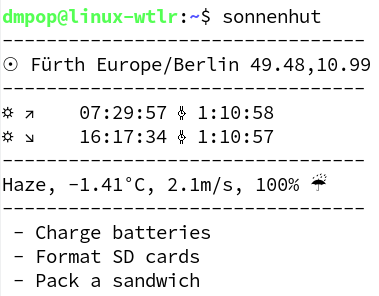 dmpop@linux-wtlr:~$ sonnenhut
---------------------------------
☉ Fürth Europe/Berlin 49.48,10.99
---------------------------------
☼ ↗    07:29:57 ⸎ 1:10:58
☼ ↘    16:17:34 ⸎ 1:10:57
---------------------------------
Haze, -1.41°C, 2.1m/s, 100% ☔
---------------------------------
 - Charge batteries
 - Format SD cards
 - Pack a sandwich